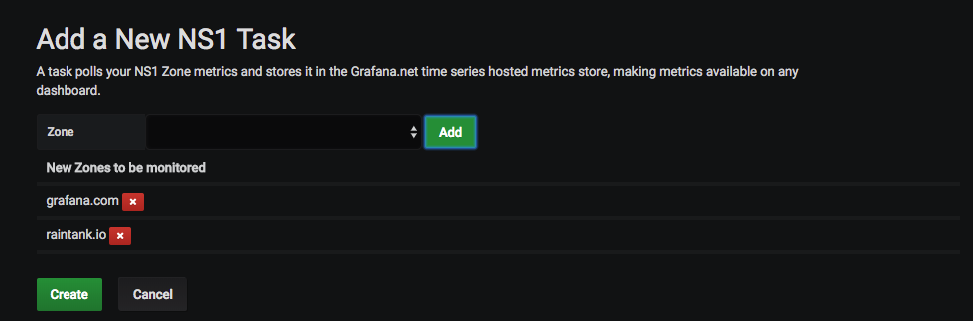 Add a New NS1 Task
A task polls your NS1 Zone metrics and stores it in the Grafana.net time series hosted metrics store, making metrics available on any
dashboard.
Zone Add
New Zones to be monitored
grafana.com
raintank.io
Create Cancel